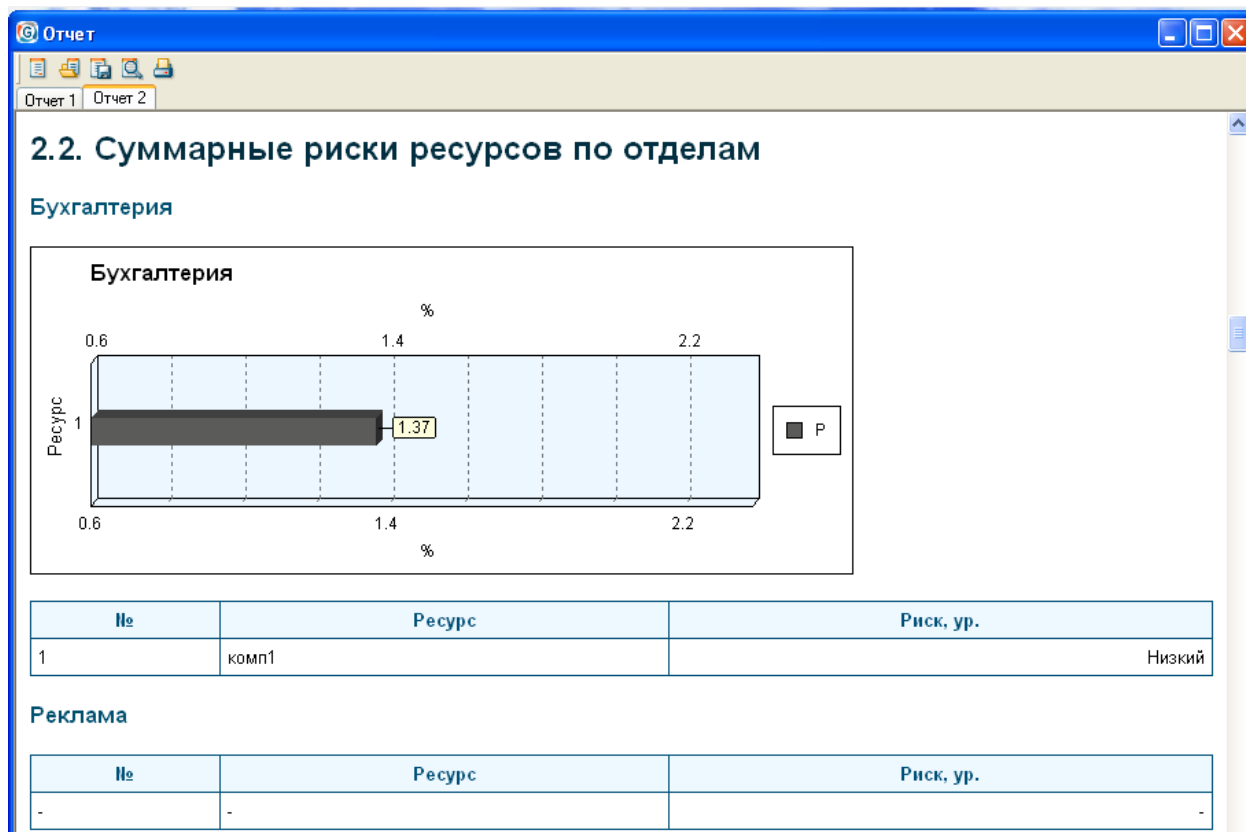 Отчет
Отчет 1 Отчет 2
2.2. Суммарные риски ресурсов по отделам
Бухгалтерия
Бухгалтерия
%
0.6 1.4 2.2
Ресурс
1 1.37
P
0.6 1.4 2.2
%
№ Ресурс Риск, ур.
1 комп1 Низкий
Реклама
№ Ресурс Риск, ур.
- - -